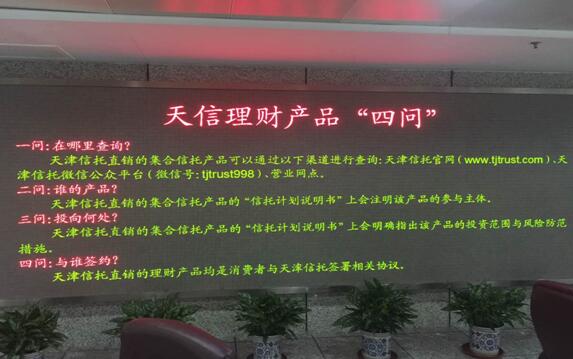 天信理财产品“四问”
一问:在哪里查询?
天津信托直销的集合信托产品可以通过以下渠道进行查询:天津信托官网(www.tjtrust.com)、天
津信托微信公众平台(微信号:tjtrust998)、营业网点。
二问:谁的产品?
天津信托直销的集合信托产品的“信托计划说明书”上会注明该产品的参与主体。
三问:投向何处?
天津信托直销的集合信托产品的“信托计划说明书”上会明确指出该产品的投资范围与风险防范
措施。
四问:与谁签约?
天津信托直销的理财产品均是消费者与天津信托签署相关协议。